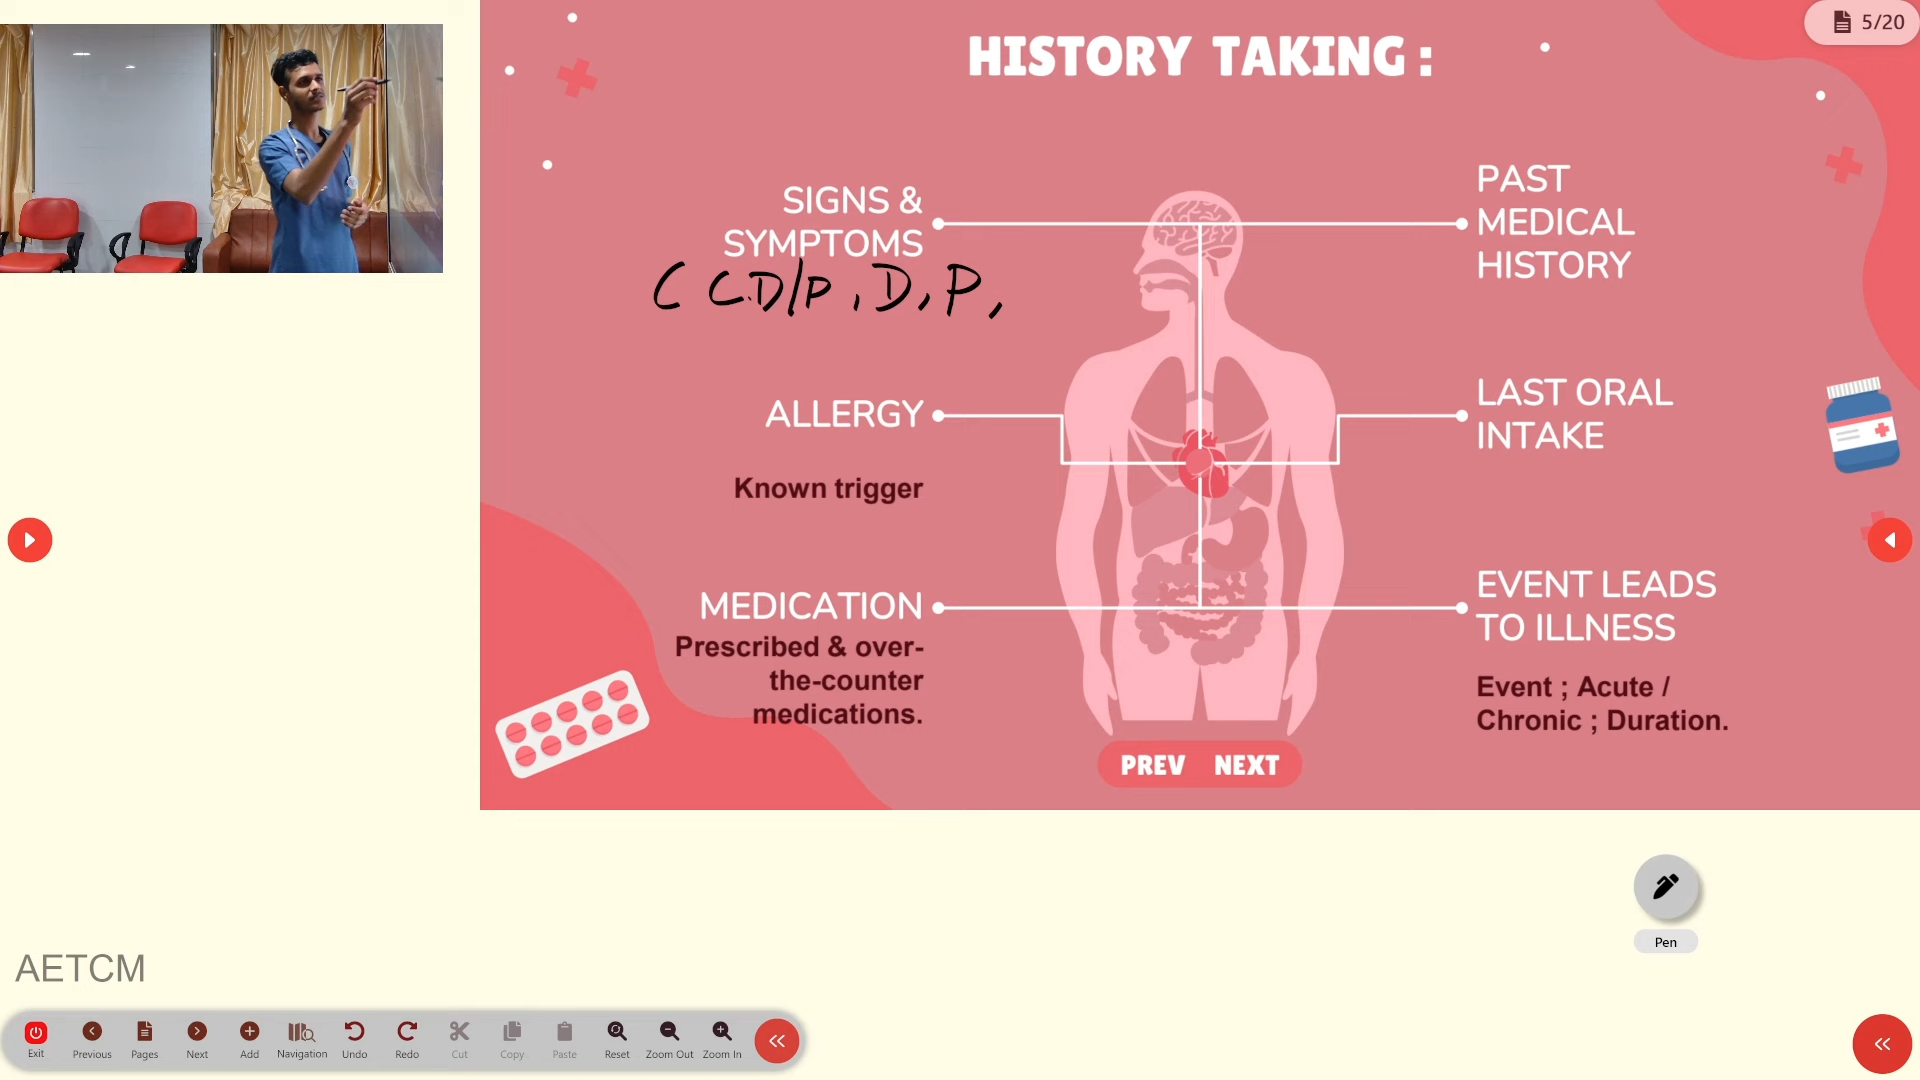 5/20
HISTORY TAKING :
SIGNS &
SYMPTOMS
C C.D/P , D, P,
ALLERGY
Known trigger
MEDICATION
Prescribed & over-
the-counter
medications.
PAST
MEDICAL
HISTORY
LAST ORAL
INTAKE
EVENT LEADS
TO ILLNESS
Event ; Acute /
Chronic ; Duration.
PREV NEXT
Pen
AETCM
Exit Previous Pages Next Add Navigation Undo Redo Cut Copy Paste Reset Zoom Out Zoom In